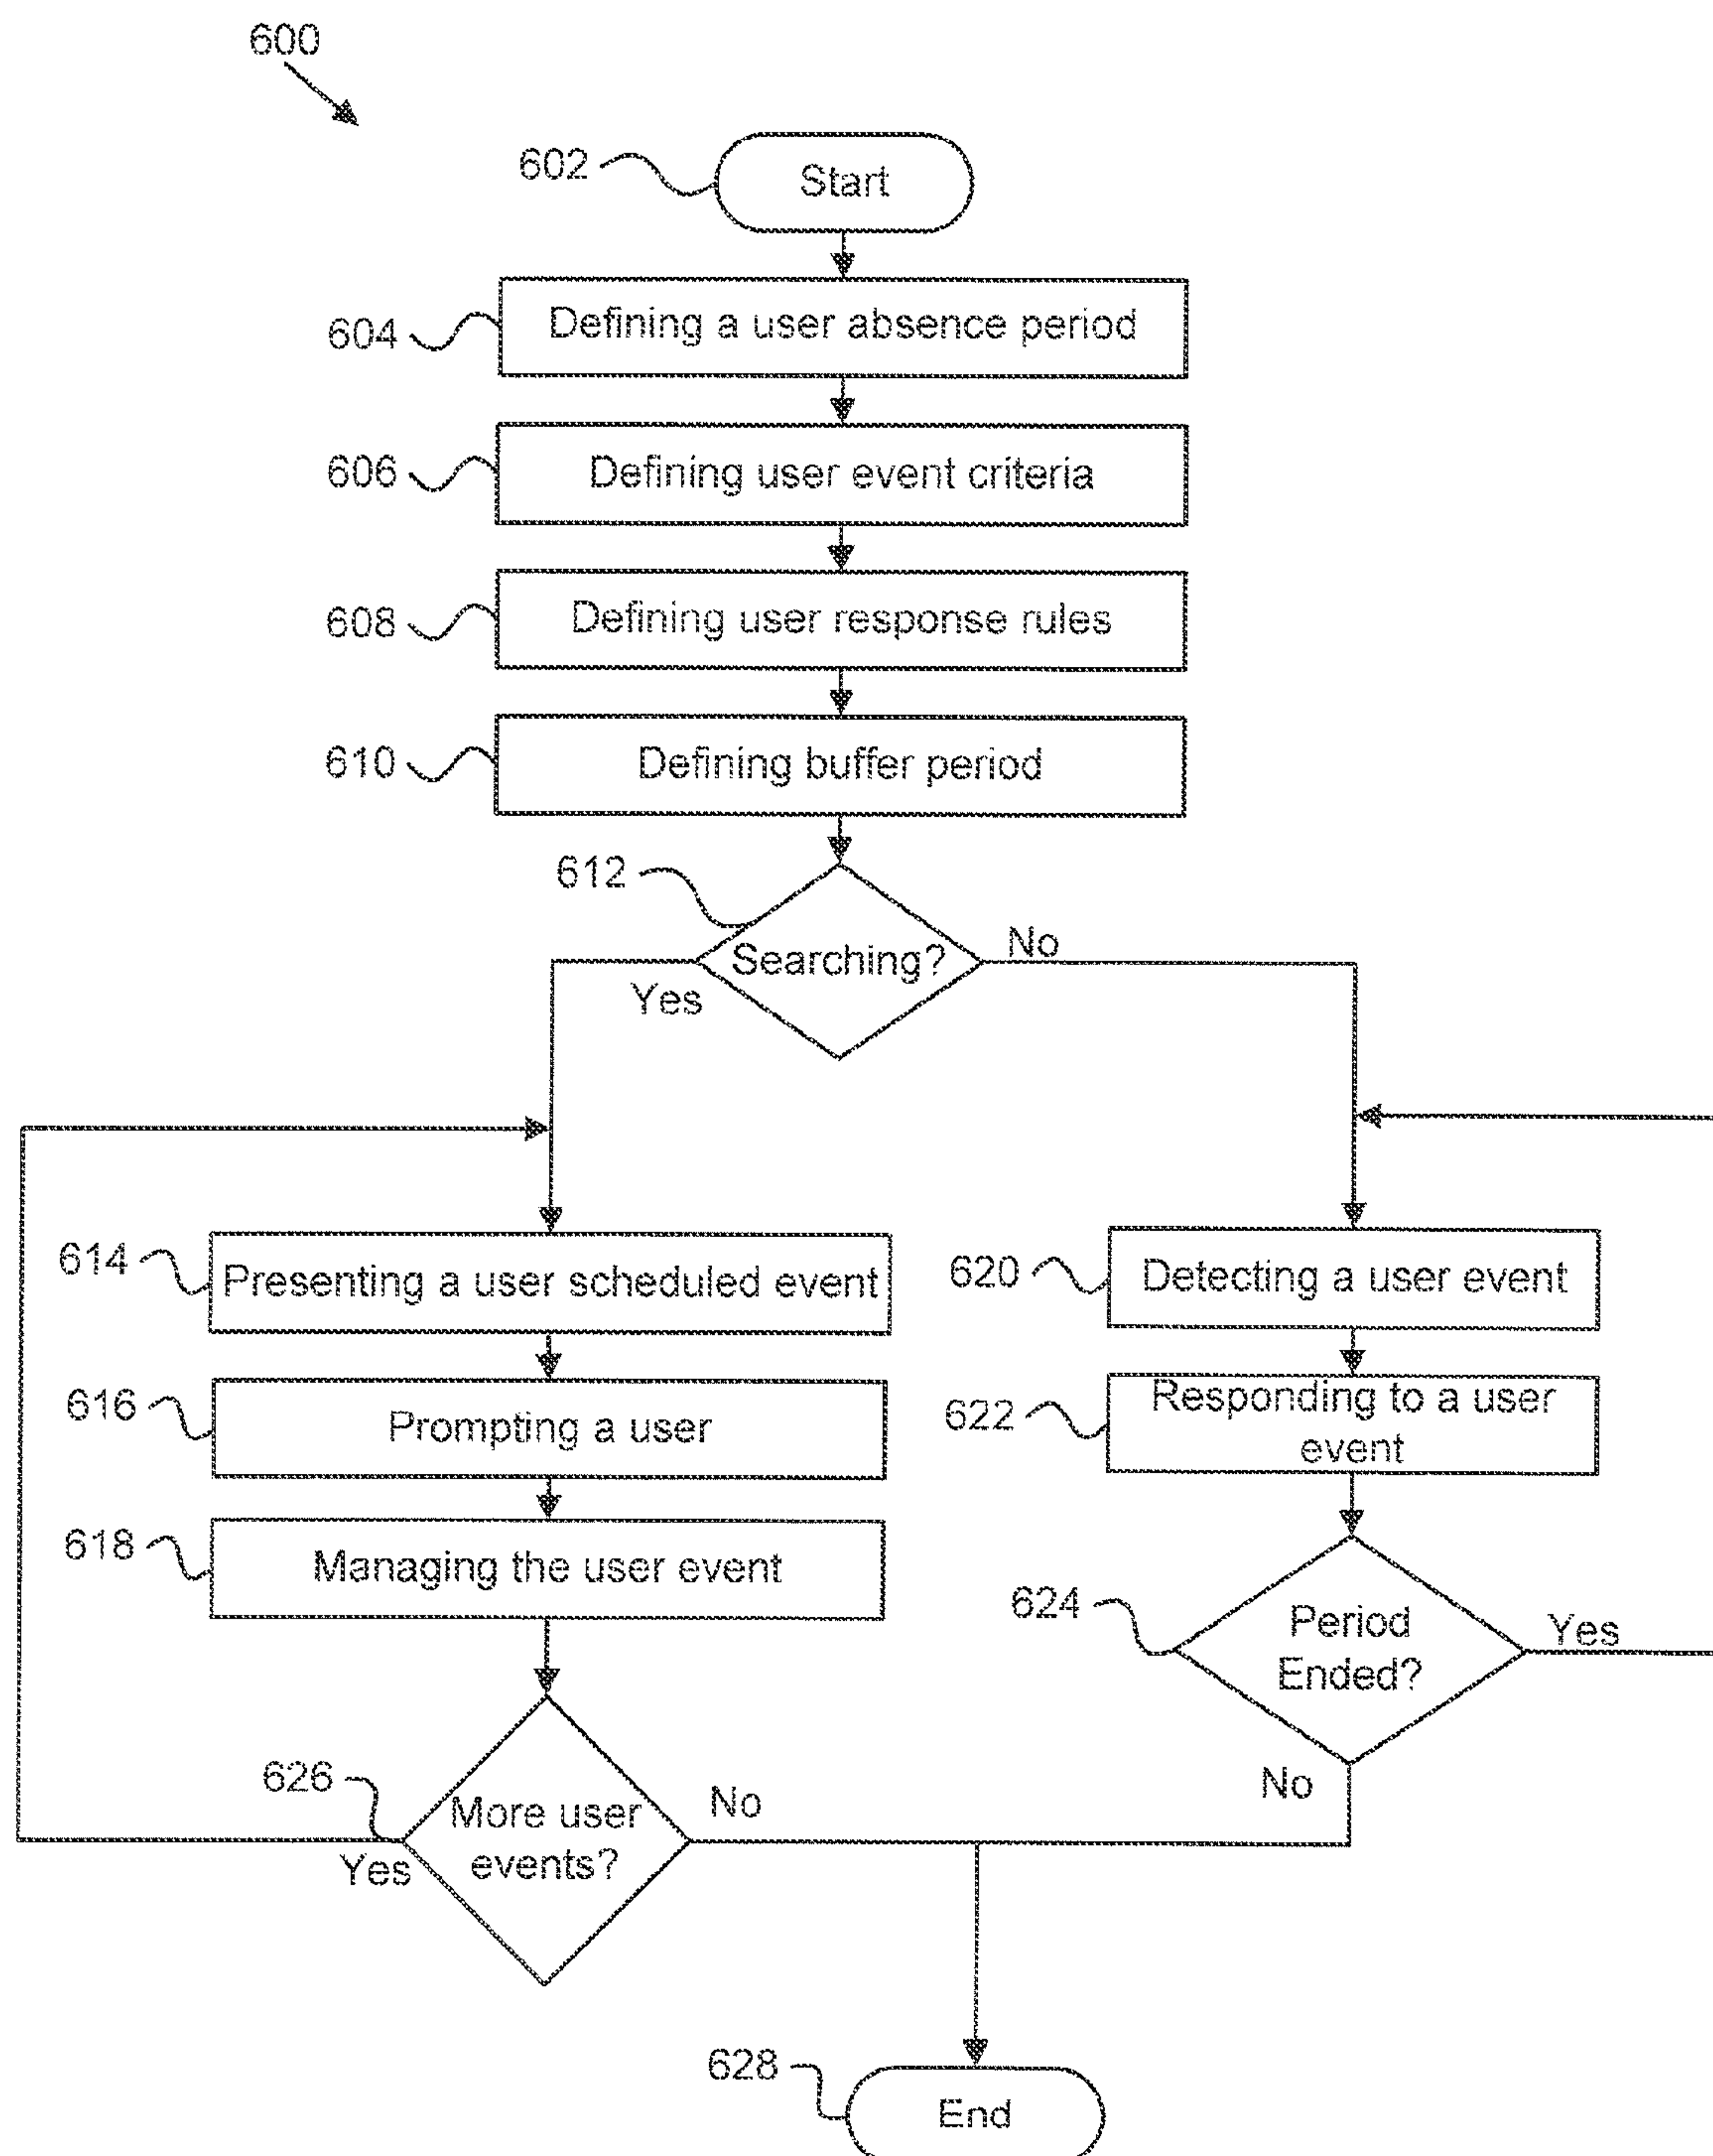 600
602
Start
604
Defining a user absence period
606
Defining user event criteria
608
Defining user response rules
610
Defining buffer period
612
Searching?
No
Yes
614
Presenting a user scheduled event
620
Detecting a user event
616
Prompting a user
622
Responding to a user
event
618
Managing the user event
624
Period
Ended?
Yes
No
626
More user
events?
No
Yes
628
End